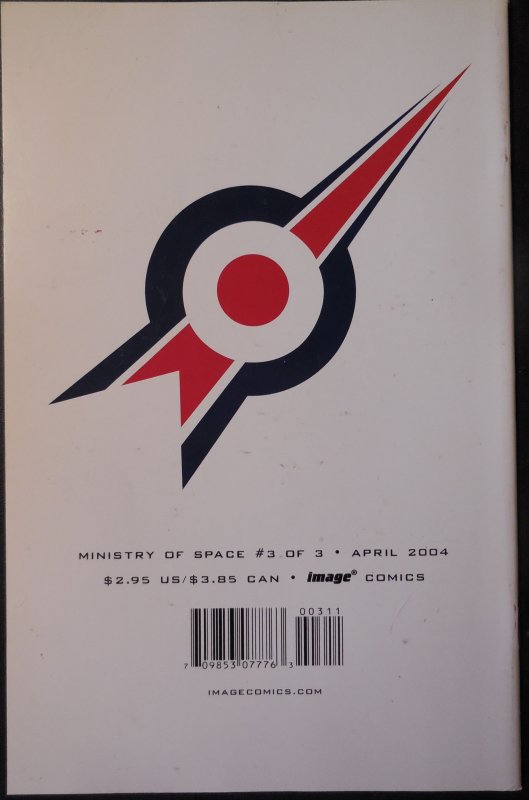 MINISTRY OF SPACE #3 OF 3 • APRIL 2004
$2.95 US/$3.85 CAN • image® COMICS
00311
7 09853 07776 3
IMAGECOMICS.COM